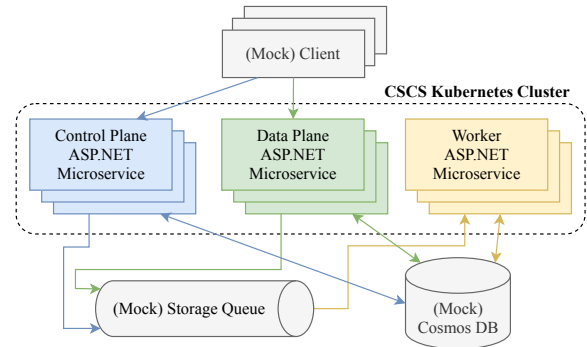 (Mock) Client
CSCS Kubernetes Cluster
Control Plane
ASP.NET
Microservice
Data Plane
ASP.NET
Microservice
Worker
ASP.NET
Microservice
(Mock) Storage Queue
(Mock)
Cosmos DB